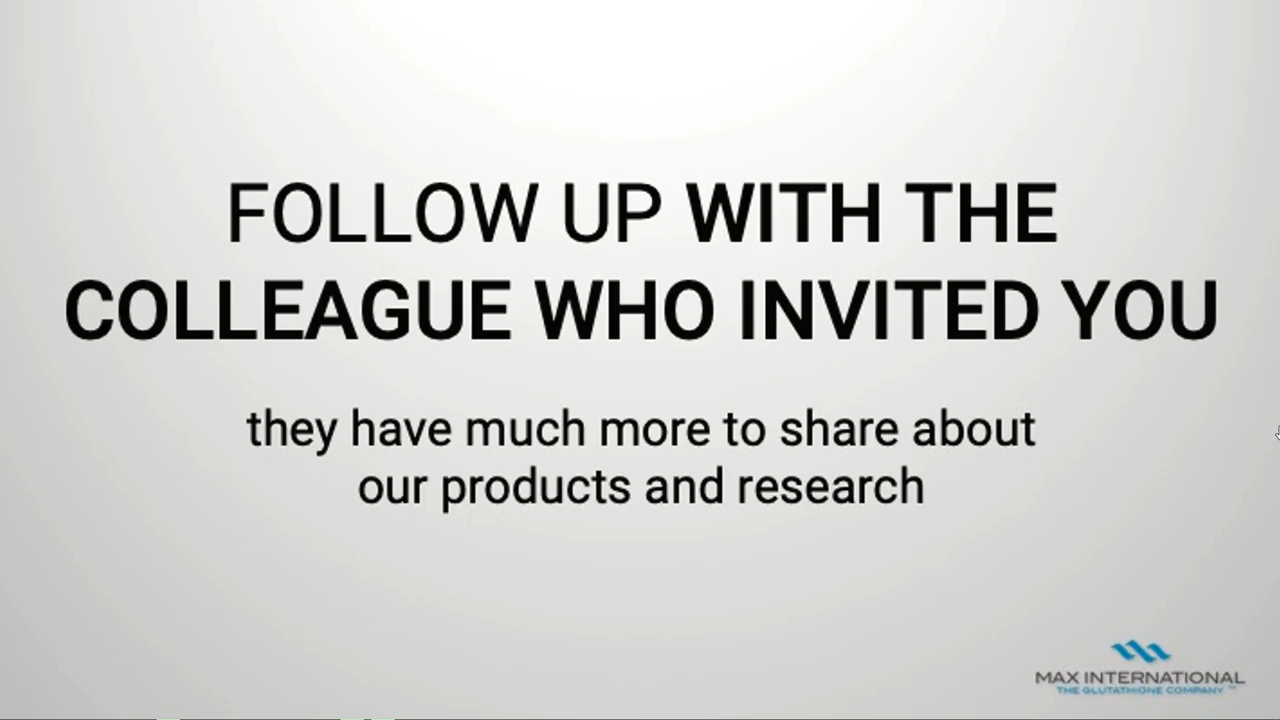 FOLLOW UP WITH THE
COLLEAGUE WHO INVITED YOU
they have much more to share about
our products and research
MAX INTERNATIONAL
THE GLUTATHIONE COMPANY ™